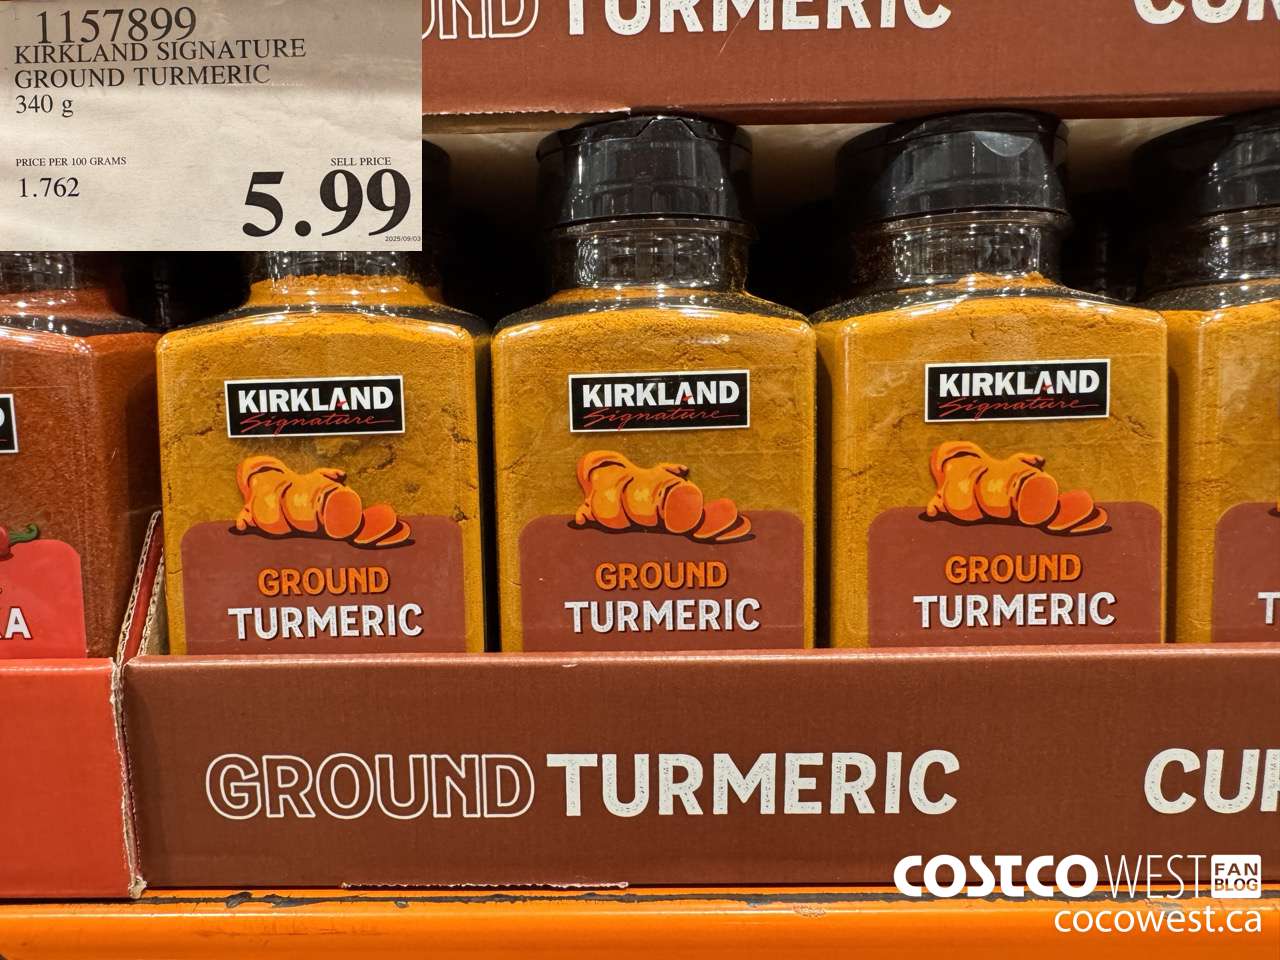 1157899
KIRKLAND SIGNATURE
GROUND TURMERIC
340 g
PRICE PER 100 GRAMS
1.762
SELL PRICE
5.99
2025/09/03
TURMERIC
KIRKLAND
Signature
GROUND
TURMERIC
KIRKLAND
Signature
GROUND
TURMERIC
KIRKLAND
Signature
GROUND
TURMERIC
GROUND TURMERIC
COSTCO WEST FAN BLOG
cocowest.ca